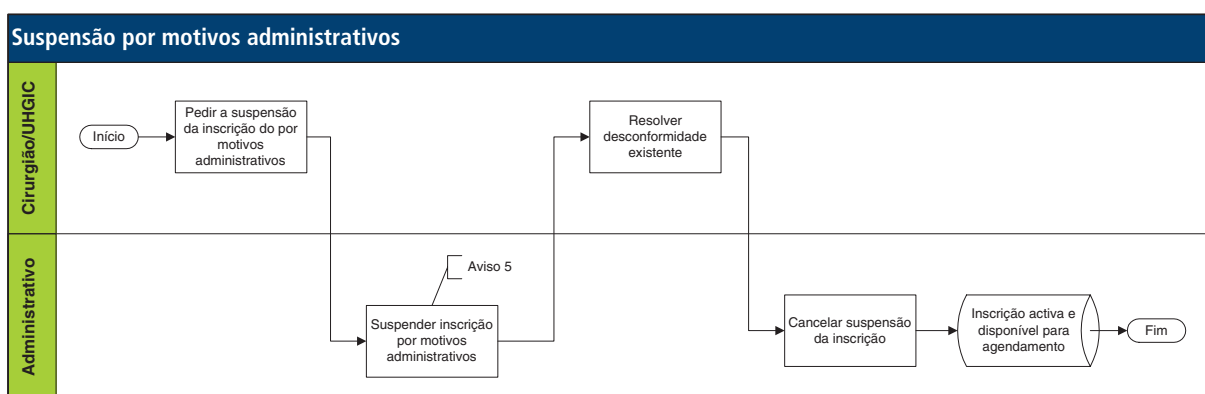 Suspensão por motivos administrativos
Cirurgião/UHGIC
Início
Pedir a suspensão
da inscrição do por
motivos
administrativos
Resolver
desconformidade
existente
Administrativo
Aviso 5
Suspender inscrição
por motivos
administrativos
Cancelar suspensão
da inscrição
Inscrição activa e
disponível para
agendamento
Fim